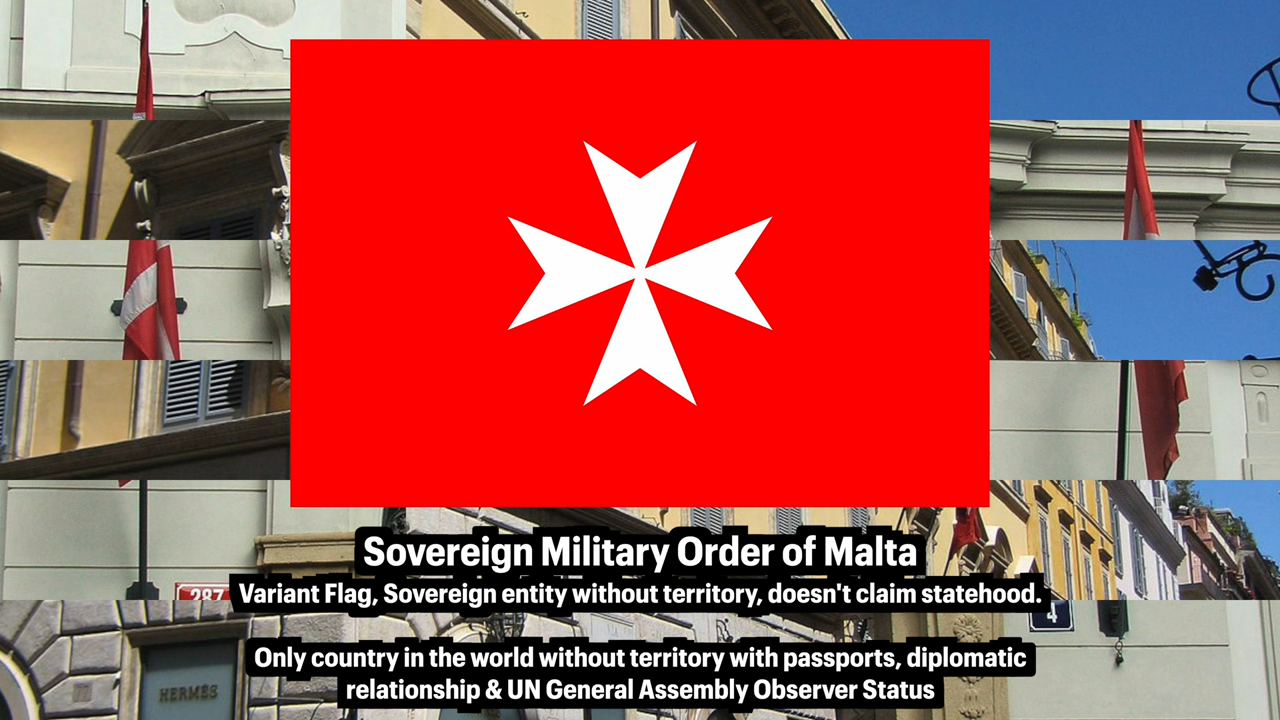 Sovereign Military Order of Malta
Variant Flag, Sovereign entity without territory, doesn't claim statehood.
Only country in the world without territory with passports, diplomatic
relationship & UN General Assembly Observer Status
287
4
HERMÈS